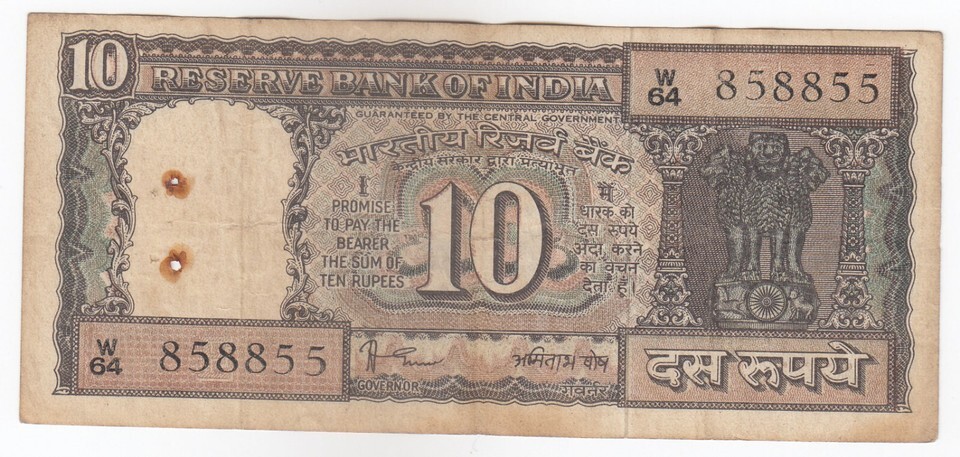 10
RESERVE BANK OF INDIA
W
64 858855
GUARANTEED BY THE CENTRAL GOVERNMENT
भारतीय रिज़र्व बैंक
केन्द्रीय सरकार द्वारा प्रत्याभूत
I
PROMISE
TO PAY THE
BEARER
THE SUM OF
TEN RUPEES
10
मैं
धारक को
दस रुपये
अदा करने
का वचन
देता हूँ।
W
64 858855
अमिताभ घोष
GOVERNOR
गवर्नर
दस रूपये